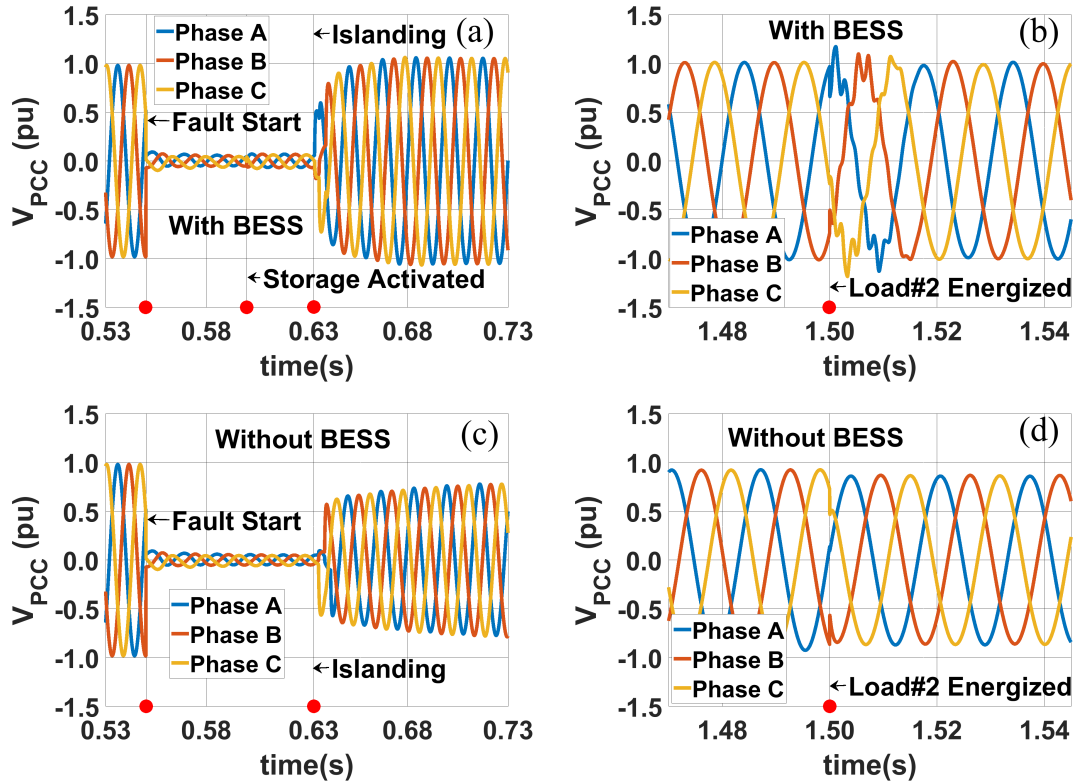 (a)
Phase A
Phase B
Phase C
←Islanding
←Fault Start
With BESS
←Storage Activated
V_PCC (pu)
1.5
1.0
0.5
0.0
-0.5
-1.0
-1.5
0.53
0.58
0.63
0.68
0.73
time(s)
(b)
With BESS
Phase A
Phase B
Phase C
←Load#2 Energized
V_PCC (pu)
1.5
1.0
0.5
0.0
-0.5
-1.0
-1.5
1.48
1.50
1.52
1.54
time(s)
(c)
Without BESS
←Fault Start
Phase A
Phase B
Phase C
←Islanding
V_PCC (pu)
1.5
1.0
0.5
0.0
-0.5
-1.0
-1.5
0.53
0.58
0.63
0.68
0.73
time(s)
(d)
Without BESS
Phase A
Phase B
Phase C
←Load#2 Energized
V_PCC (pu)
1.5
1.0
0.5
0.0
-0.5
-1.0
-1.5
1.48
1.50
1.52
1.54
time(s)